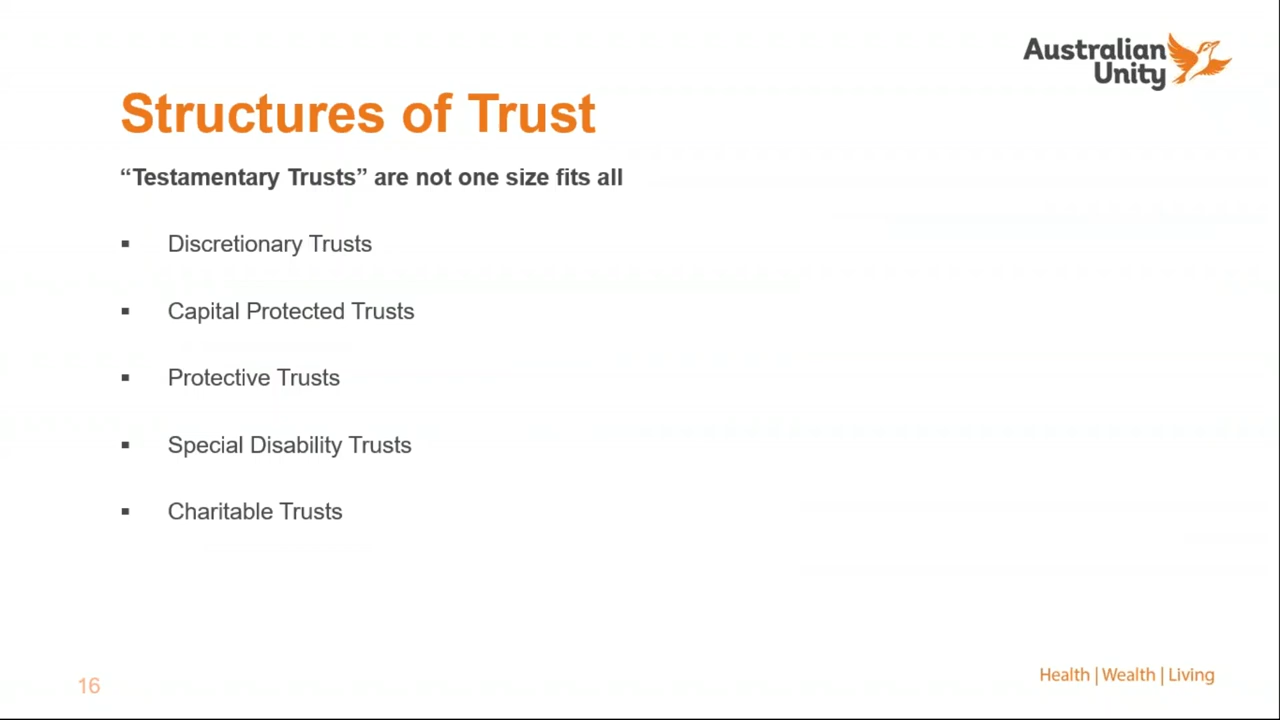 Australian
Unity
Structures of Trust
“Testamentary Trusts” are not one size fits all
▪ Discretionary Trusts
▪ Capital Protected Trusts
▪ Protective Trusts
▪ Special Disability Trusts
▪ Charitable Trusts
16
Health | Wealth | Living